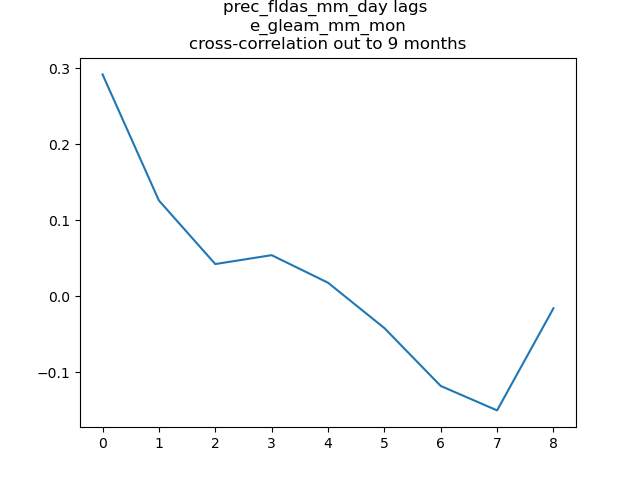 prec_fldas_mm_day lags
e_gleam_mm_mon
cross-correlation out to 9 months
0.3
0.2
0.1
0.0
−0.1
0 1 2 3 4 5 6 7 8